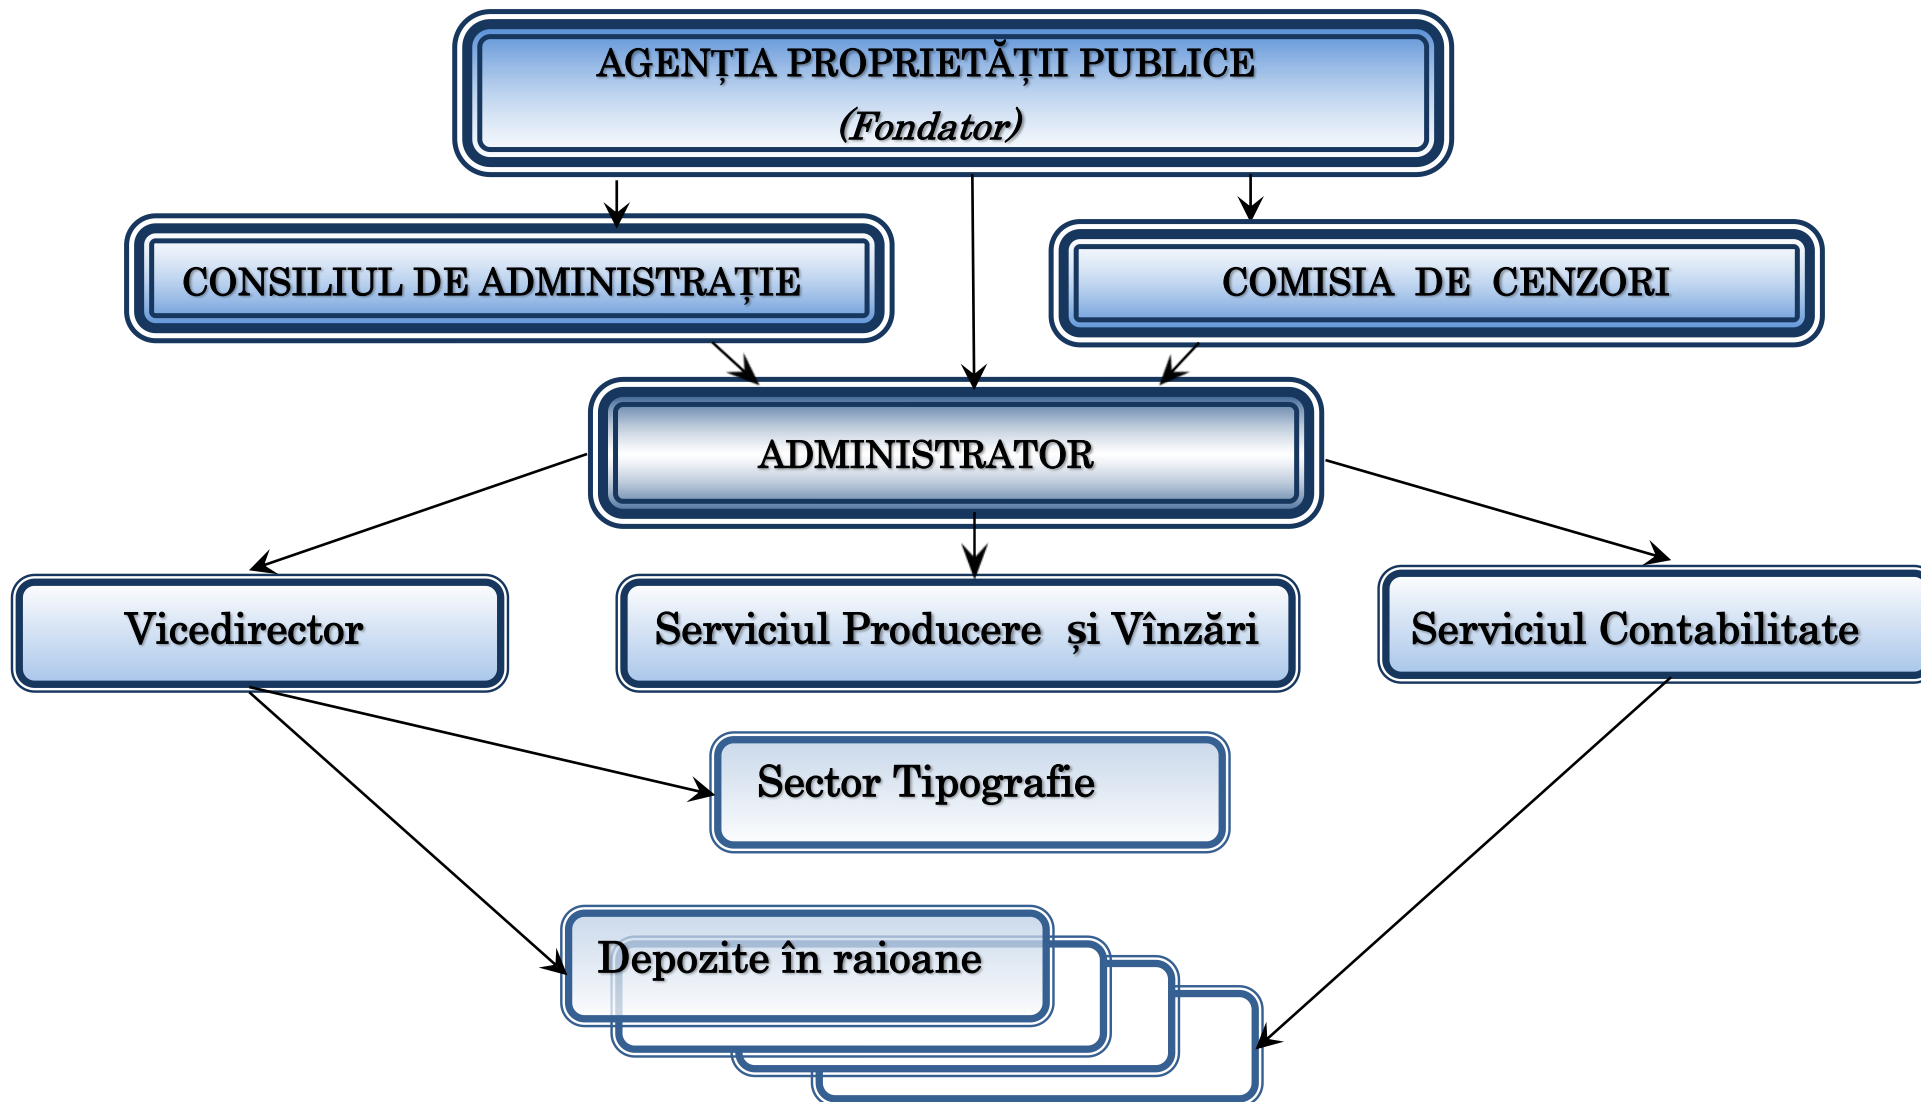 AGENȚIA PROPRIETĂȚII PUBLICE
(Fondator)
CONSILIUL DE ADMINISTRAȚIE
COMISIA DE CENZORI
ADMINISTRATOR
Vicedirector
Serviciul Producere și Vînzări
Serviciul Contabilitate
Sector Tipografie
Depozite în raioane